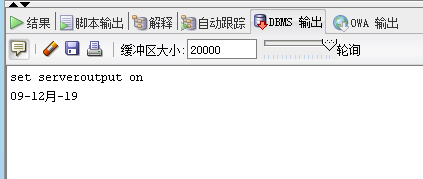 结果 脚本输出 解释 自动跟踪 DBMS 输出 OWA 输出
缓冲区大小: 20000 轮询
set serveroutput on
09-12月-19